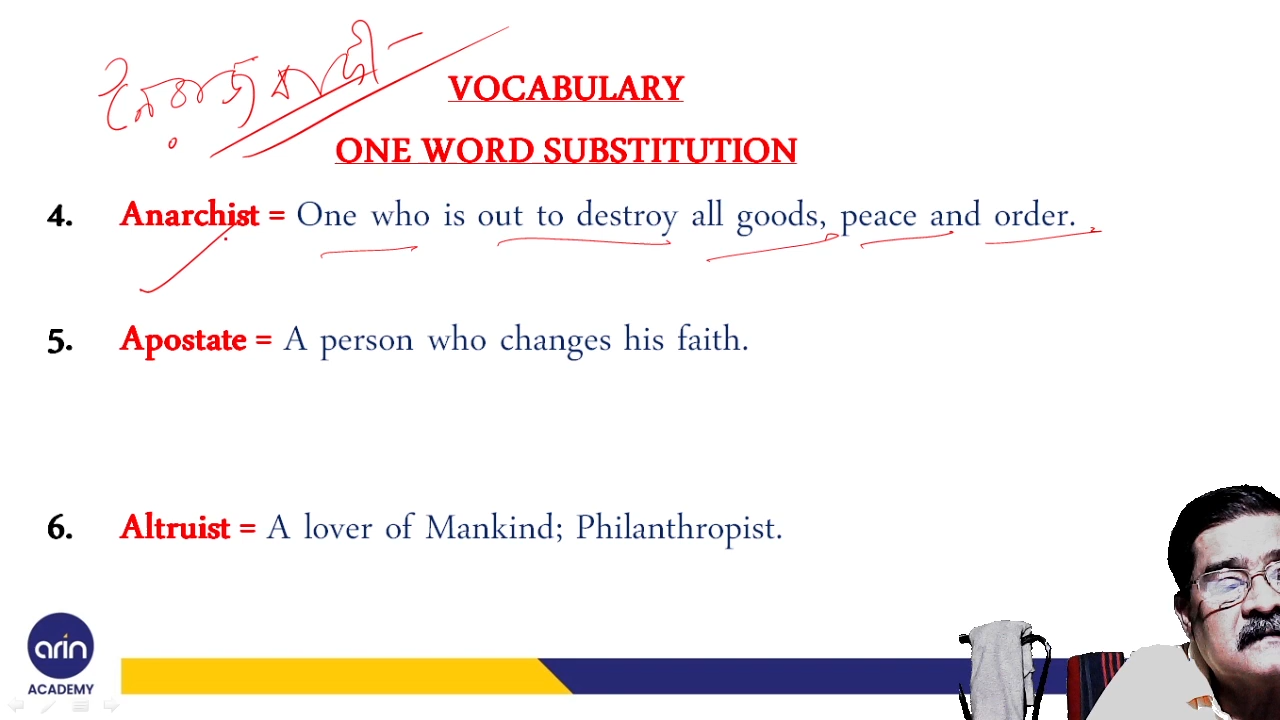 নৈৰাজ্যবাদী -
VOCABULARY
ONE WORD SUBSTITUTION
4. Anarchist = One who is out to destroy all goods, peace and order.
5. Apostate = A person who changes his faith.
6. Altruist = A lover of Mankind; Philanthropist.
arin
ACADEMY